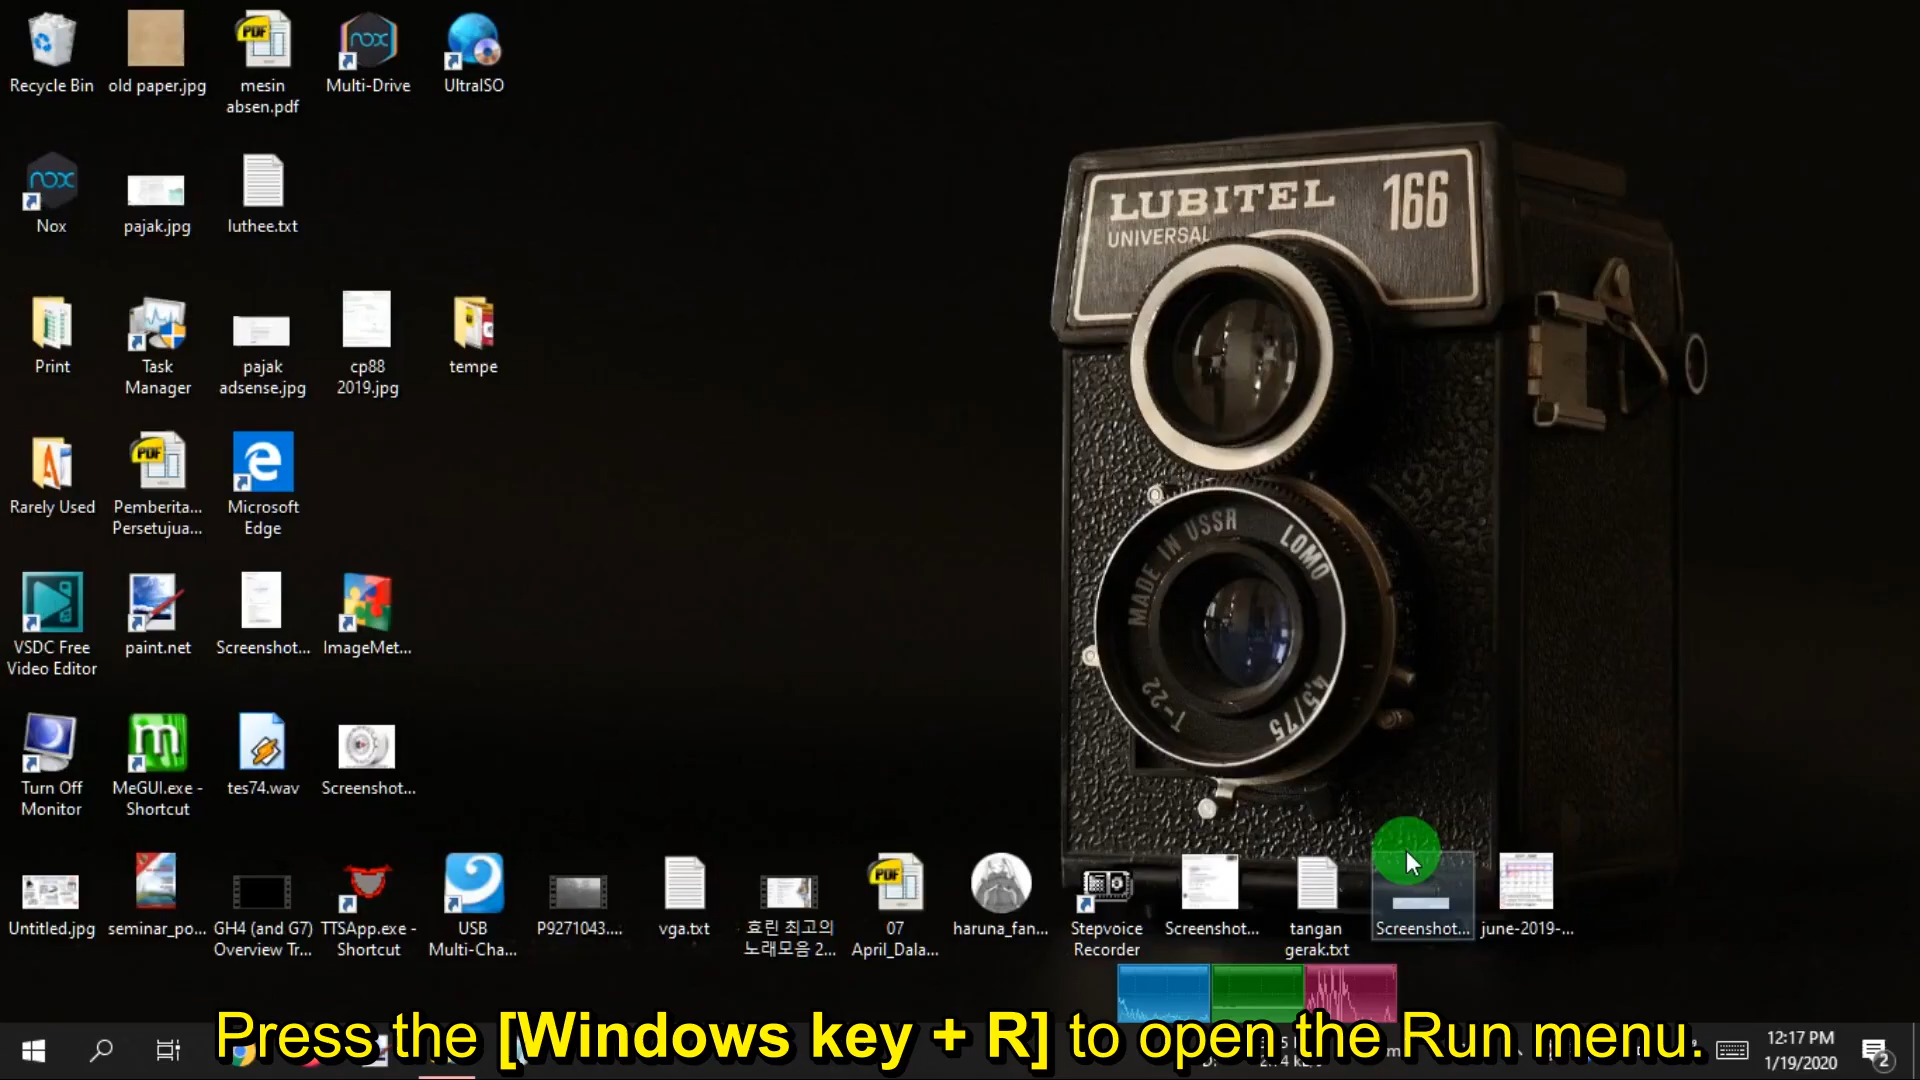 Recycle Bin
old paper.jpg
mesin
absen.pdf
Multi-Drive
UltraISO
Nox
pajak.jpg
luthee.txt
Print
Task
Manager
pajak
adsense.jpg
cp88
2019.jpg
tempe
Rarely Used
Pemberita...
Persetujua...
Microsoft
Edge
VSDC Free
Video Editor
paint.net
Screenshot...
ImageMet...
Turn Off
Monitor
MeGUI.exe -
Shortcut
tes74.wav
Screenshot...
Untitled.jpg
seminar_po...
GH4 (and G7)
Overview Tr...
TTSApp.exe -
Shortcut
USB
Multi-Cha...
P9271043....
vga.txt
효린 최고의
노래모음 2...
07
April_Dala...
haruna_fan...
Stepvoice
Recorder
Screenshot...
tangan
gerak.txt
Screenshot...
june-2019-...
LUBITEL 166
UNIVERSAL
MADE IN USSR
LOMO
T-22
4,5/75
nox
nox
PDF
PDF
PDF
Press the [Windows key + R] to open the Run menu.
12:17 PM
1/19/2020
2